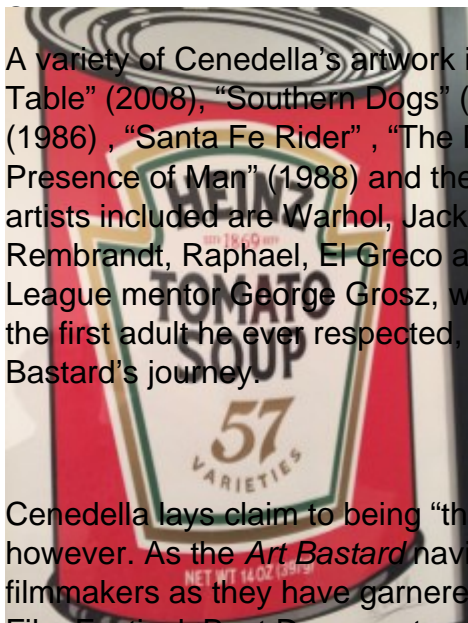 A variety of Cenedella's artwork i
Table” (2008), “Southern Dogs” (
(1986) , “Santa Fe Rider” , “The
Presence of Man” (1988) and the
artists included are Warhol, Jack
Rembrandt, Raphael, El Greco a
League mentor George Grosz, w
the first adult he ever respected,
Bastard’s journey.
HEINZ
1869
TOMATO
SOUP
57
VARIETIES
Cenedella lays claim to being “th
however. As the Art Bastard navi
filmmakers as they have garnere
NET WT 14 OZ (397g)